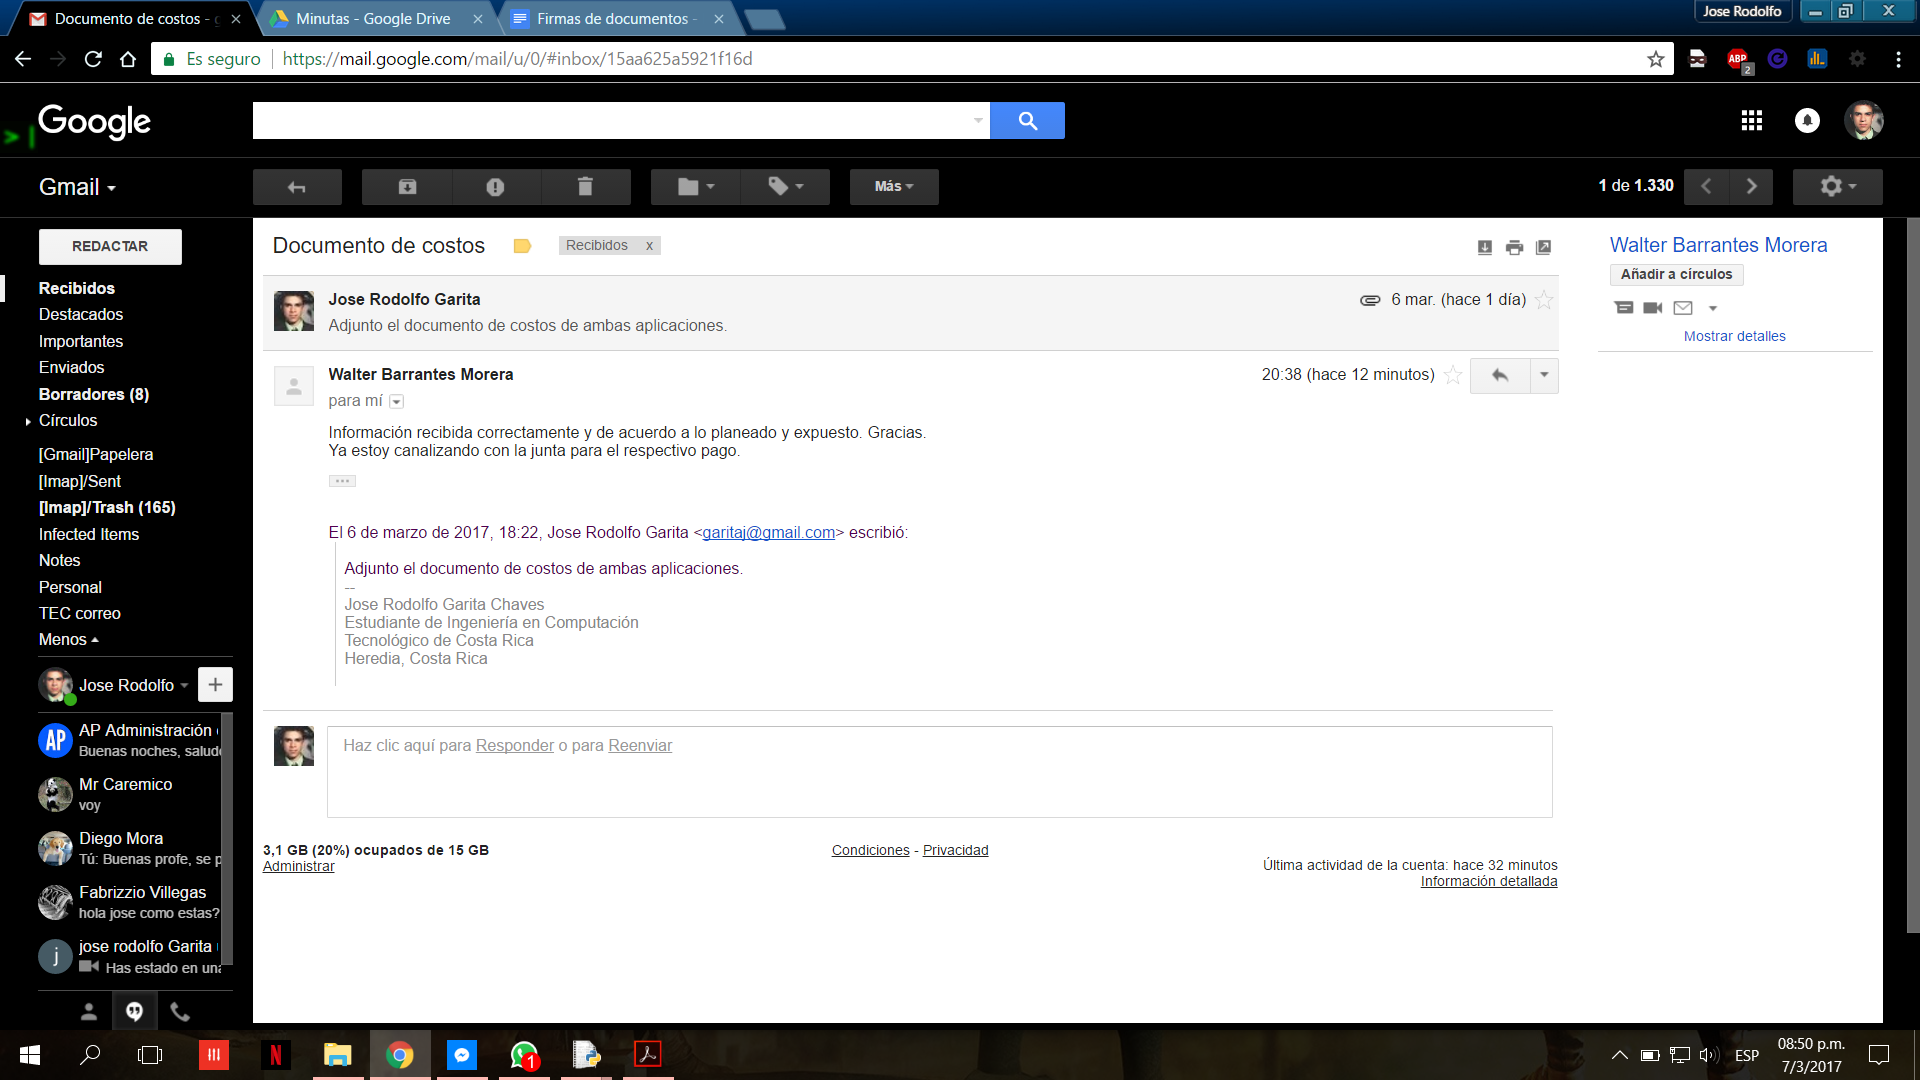 Documento de costos - g
Minutas - Google Drive
Firmas de documentos -
Jose Rodolfo
Es seguro
https://mail.google.com/mail/u/0/#inbox/15aa625a5921f16d
ABP
2
> |
Google
Gmail
Más
1 de 1.330
REDACTAR
Recibidos
Destacados
Importantes
Enviados
Borradores (8)
Círculos
[Gmail]Papelera
[Imap]/Sent
[Imap]/Trash (165)
Infected Items
Notes
Personal
TEC correo
Menos
Jose Rodolfo
+
AP
AP Administración
Buenas noches, salud
Mr Caremico
voy
Diego Mora
Tú: Buenas profe, se p
Fabrizzio Villegas
hola jose como estas?
j
jose rodolfo Garita
Has estado en una
Documento de costos
Recibidos x
Jose Rodolfo Garita
6 mar. (hace 1 día)
Adjunto el documento de costos de ambas aplicaciones.
Walter Barrantes Morera
20:38 (hace 12 minutos)
para mí
Información recibida correctamente y de acuerdo a lo planeado y expuesto. Gracias.
Ya estoy canalizando con la junta para el respectivo pago.
El 6 de marzo de 2017, 18:22, Jose Rodolfo Garita <garitaj@gmail.com> escribió:
Adjunto el documento de costos de ambas aplicaciones.
--
Jose Rodolfo Garita Chaves
Estudiante de Ingeniería en Computación
Tecnológico de Costa Rica
Heredia, Costa Rica
Haz clic aquí para Responder o para Reenviar
3,1 GB (20%) ocupados de 15 GB
Administrar
Condiciones - Privacidad
Última actividad de la cuenta: hace 32 minutos
Información detallada
Walter Barrantes Morera
Añadir a círculos
Mostrar detalles
N
1
ESP
08:50 p.m.
7/3/2017